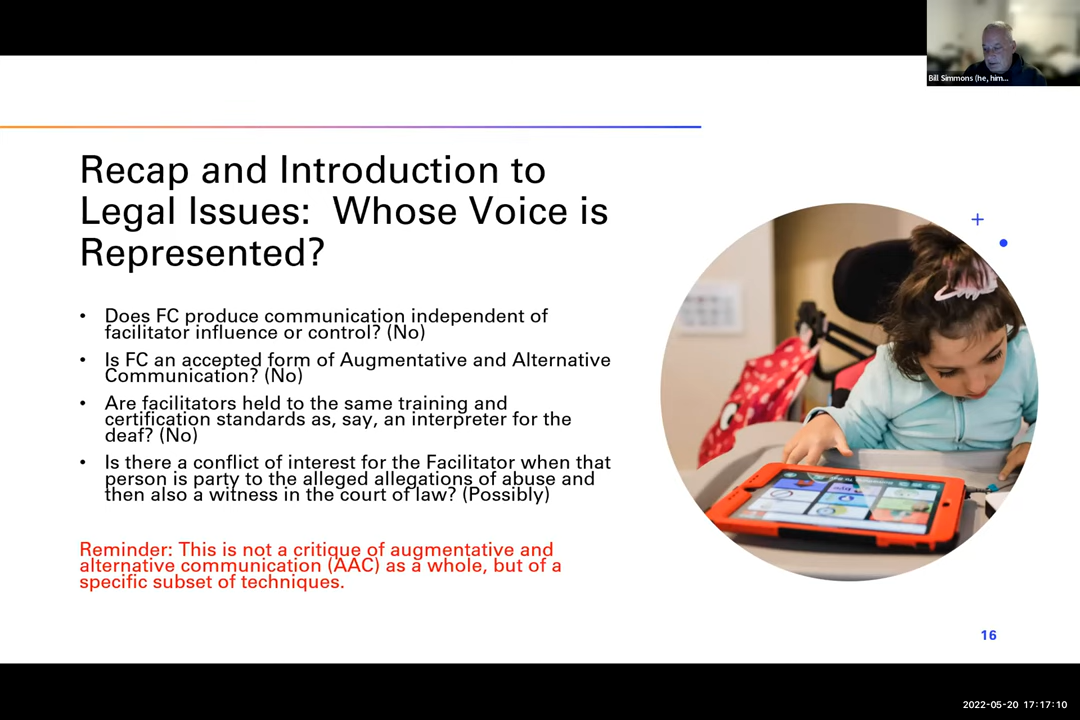 Bill Simmons (he, him...
Recap and Introduction to
Legal Issues:  Whose Voice is
Represented?
• Does FC produce communication independent of
facilitator influence or control? (No)
• Is FC an accepted form of Augmentative and Alternative
Communication? (No)
• Are facilitators held to the same training and
certification standards as, say, an interpreter for the
deaf? (No)
• Is there a conflict of interest for the Facilitator when that
person is party to the alleged allegations of abuse and
then also a witness in the court of law? (Possibly)
Reminder: This is not a critique of augmentative and
alternative communication (AAC) as a whole, but of a
specific subset of techniques.
16
2022-05-20 17:17:10